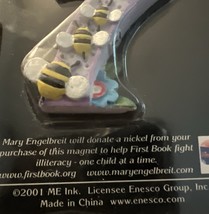 Mary Engelbreit will donate a nickel from your
purchase of this magnet to help First Book fight
illiteracy - one child at a time.
www.firstbook.org www.maryengelbreit.com
©2001 ME Ink. Licensee Enesco Group, Inc
Made in China www.enesco.com